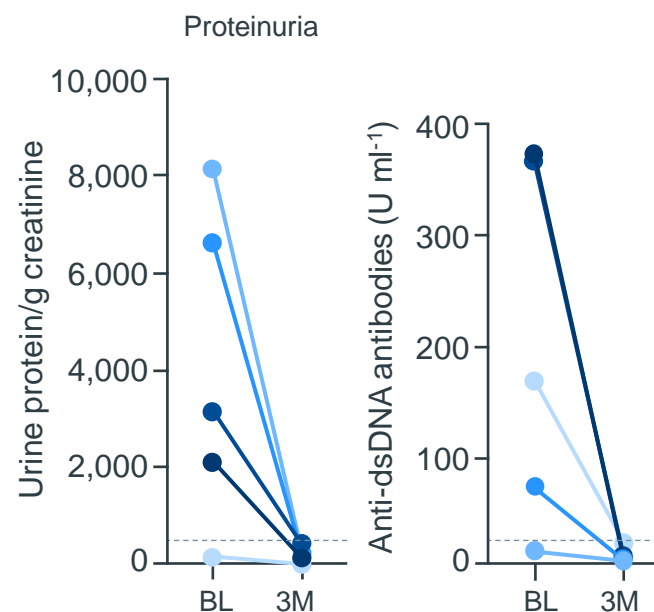 Proteinuria
Urine protein/g creatinine
10,000
8,000
6,000
4,000
2,000
0
BL 3M
Anti-dsDNA antibodies (U ml-1)
400
300
200
100
0
BL 3M